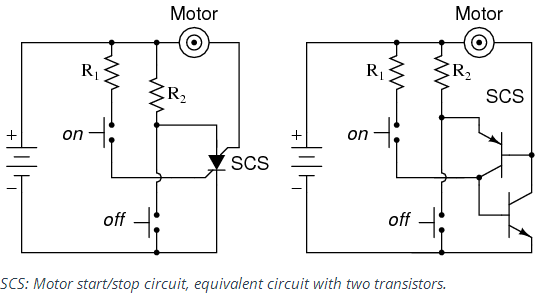 Motor
R1
R2
on
+
-
SCS
off
Motor
R1
R2
SCS
on
+
-
off
SCS: Motor start/stop circuit, equivalent circuit with two transistors.